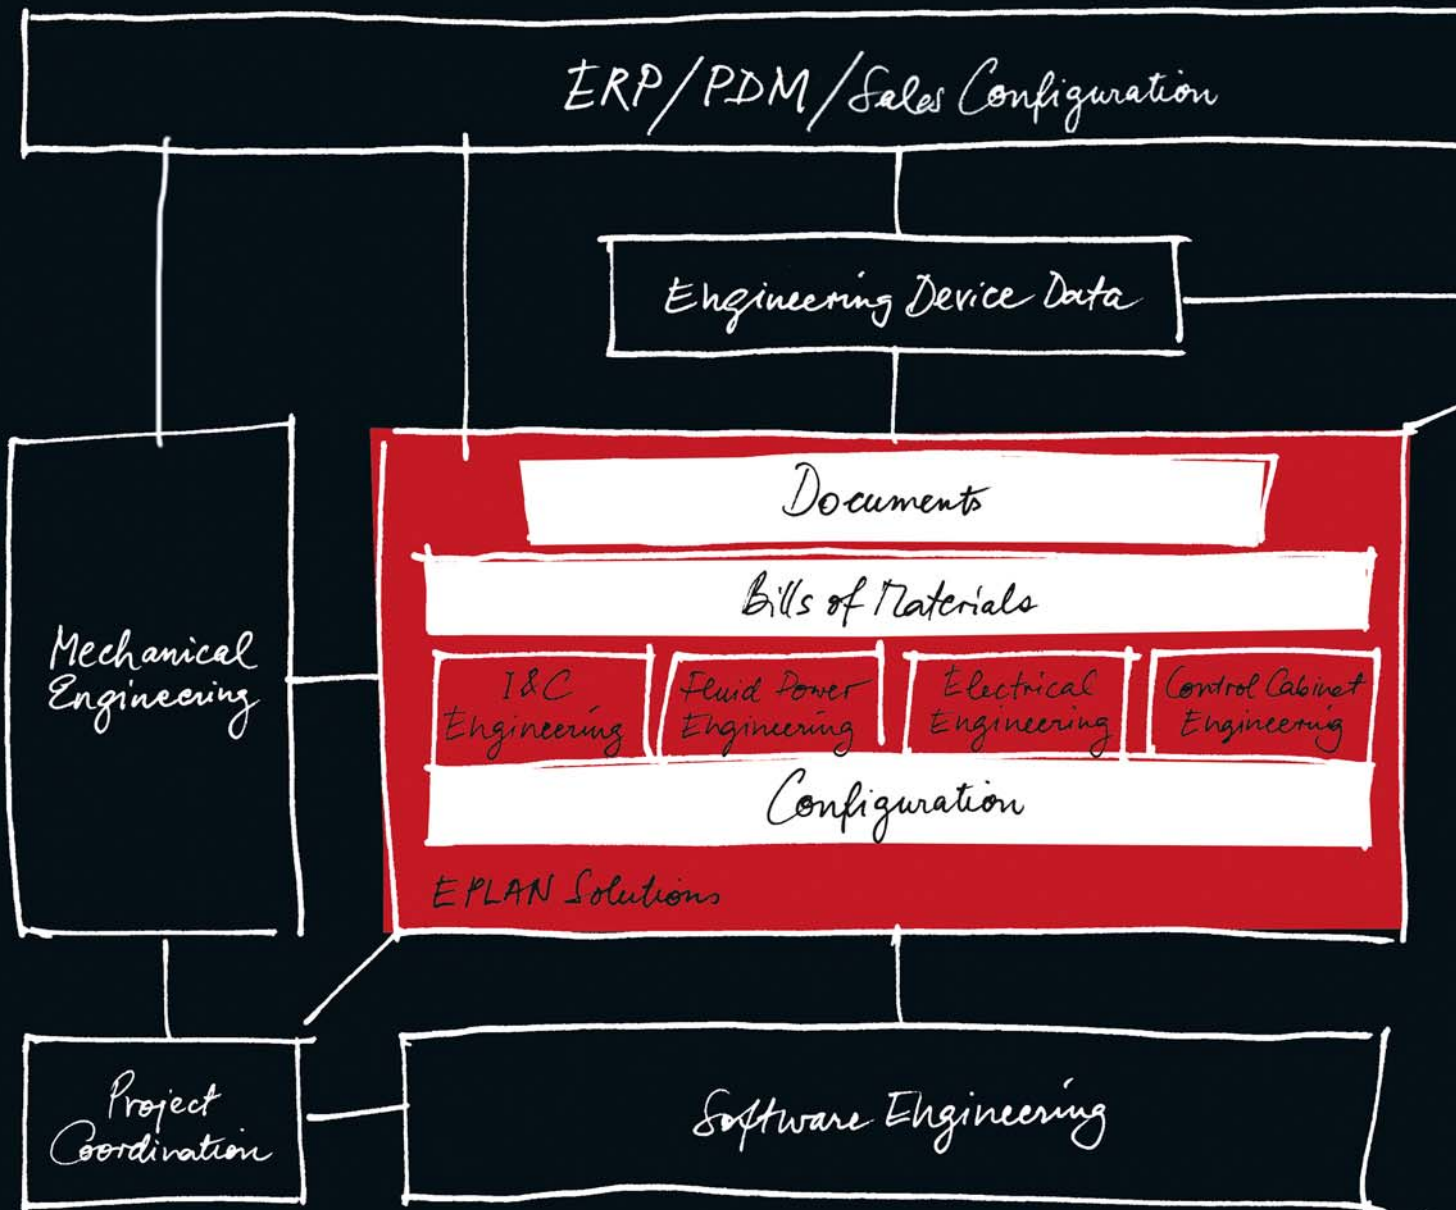 ERP/PDM/Sales Configuration
Engineering Device Data
Documents
Bills of Materials
Mechanical
Engineering
I&C
Engineering
Fluid Power
Engineering
Electrical
Engineering
Control Cabinet
Engineering
Configuration
EPLAN Solutions
Project
Coordination
Software Engineering